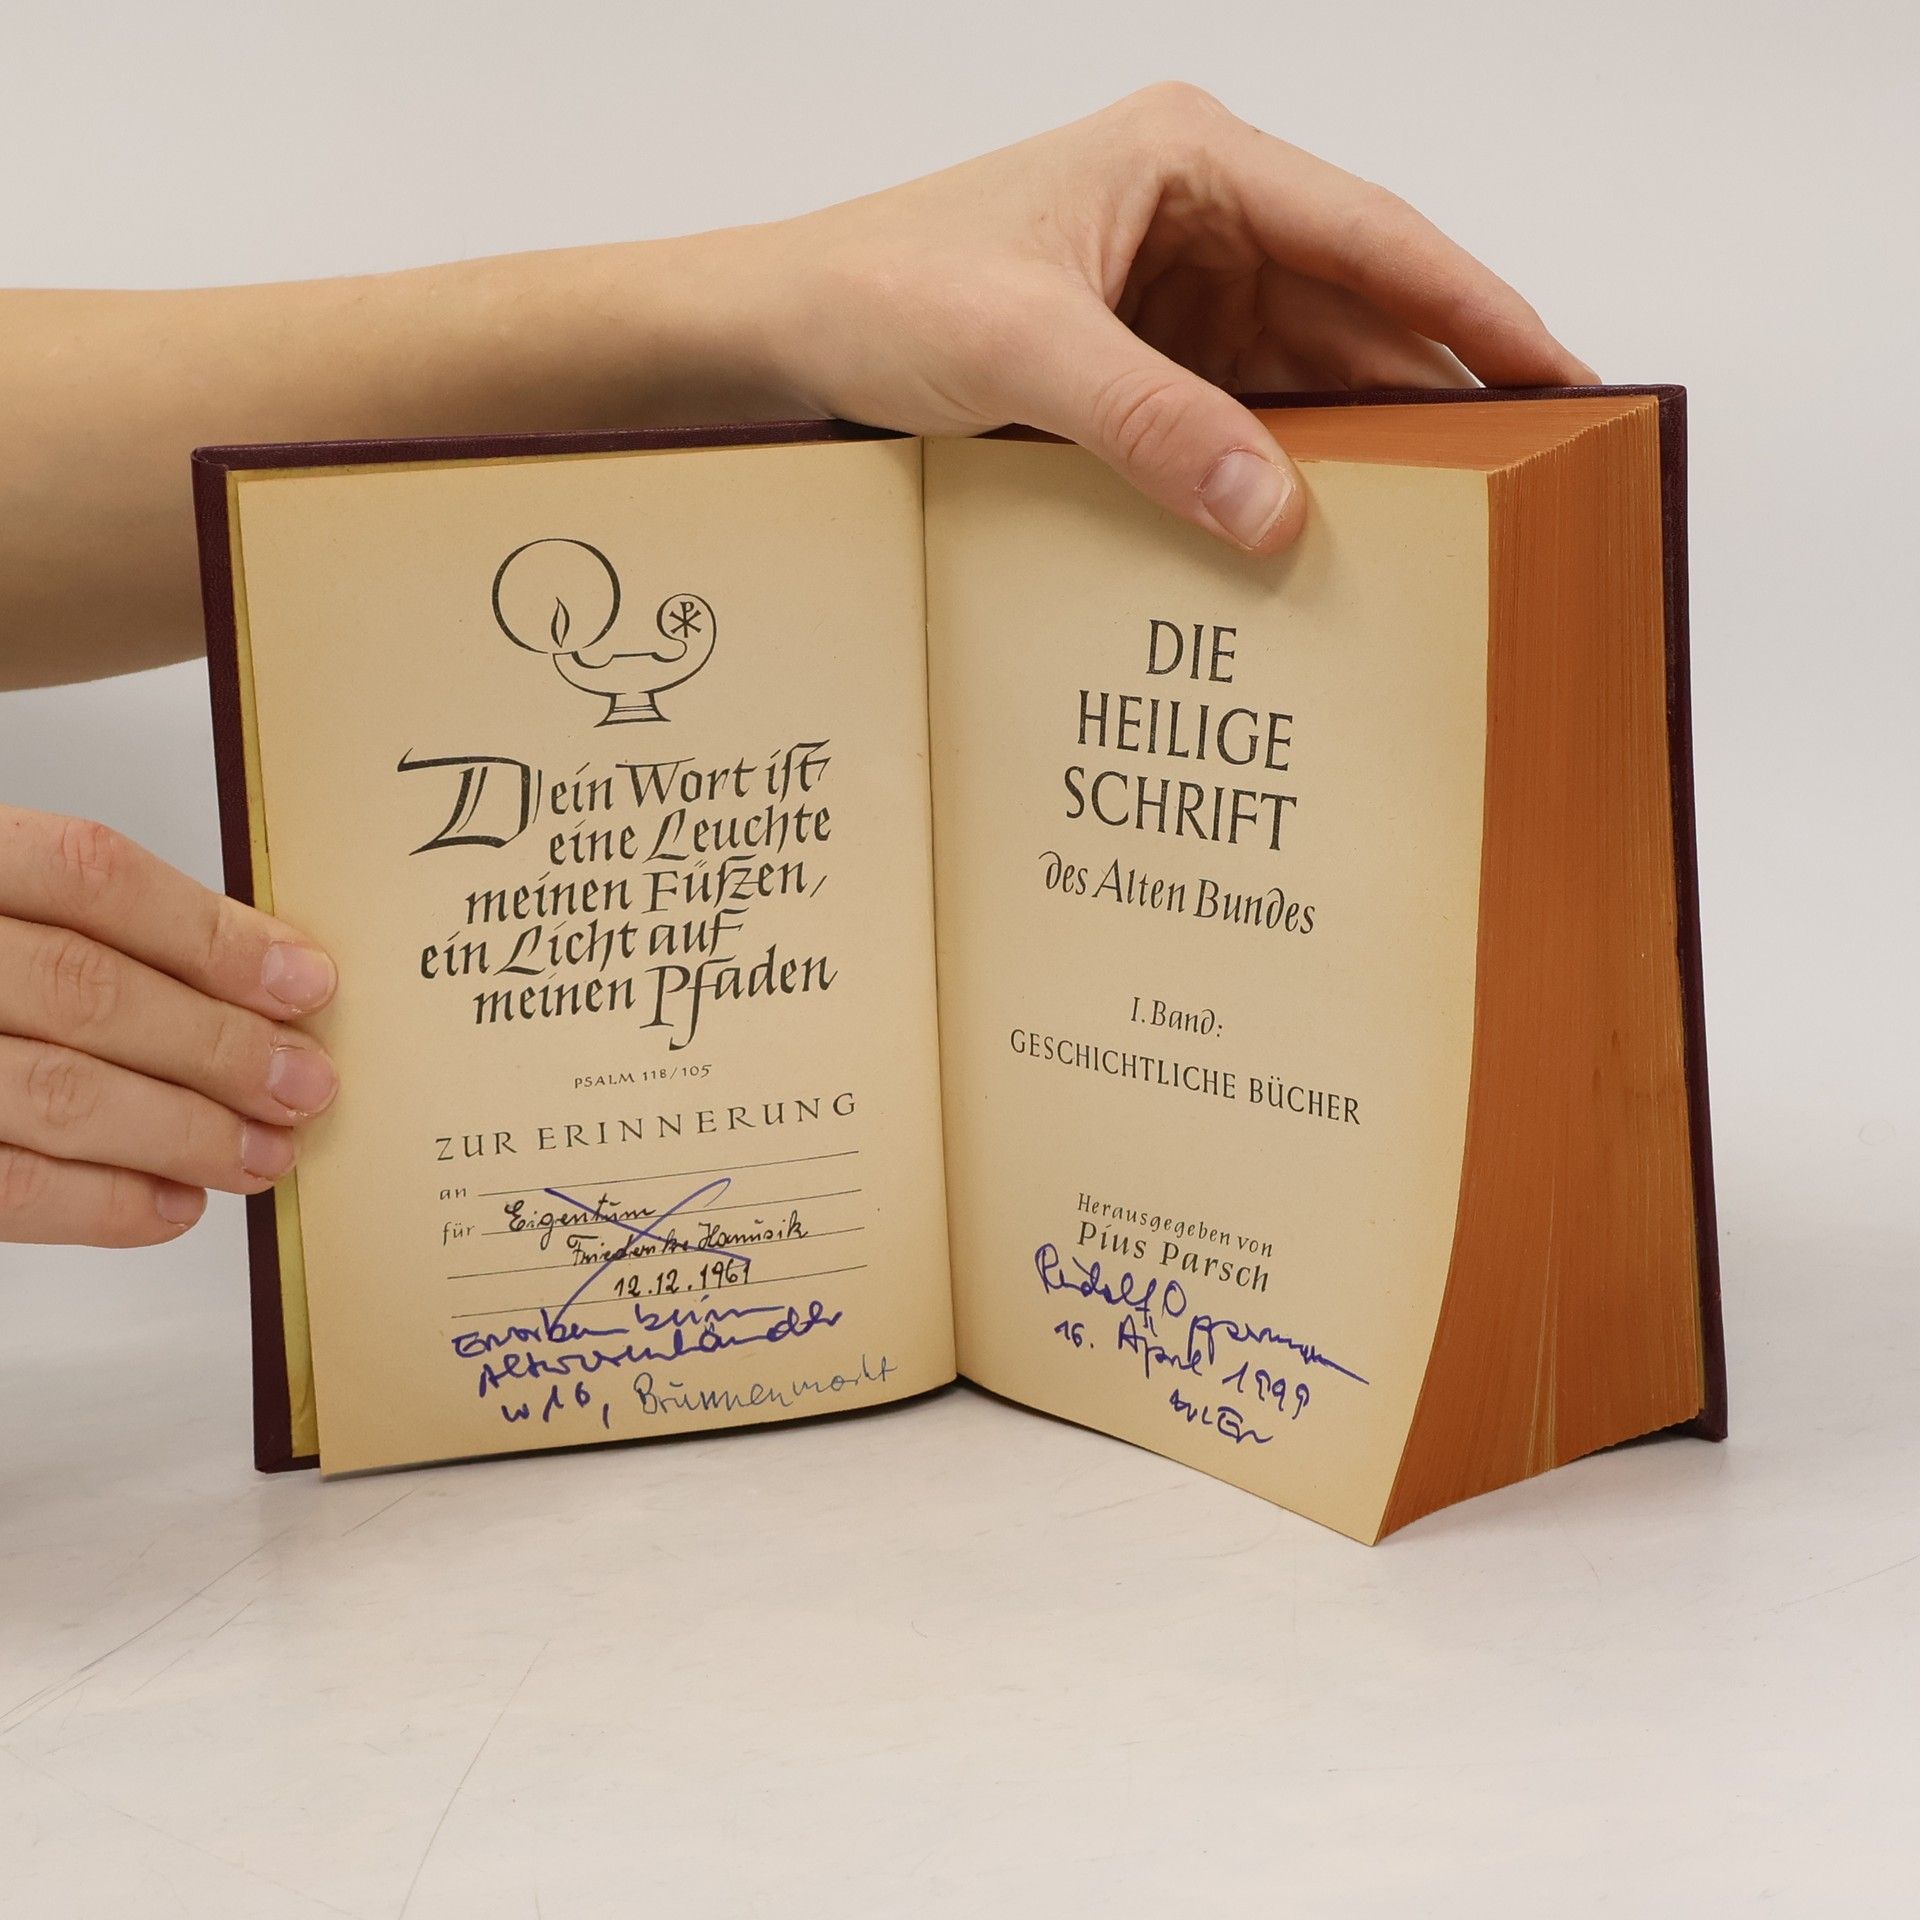 Dein Wort ist
eine Leuchte
meinen Füßen,
ein Licht auf
meinen Pfaden
PSALM 118/105
ZUR ERINNERUNG
an
für Eigentum
Friederike Hanusik
12.12.1961
Erworben beim
Altwarenhändler
W 16, Brunnenmarkt
DIE
HEILIGE
SCHRIFT
des Alten Bundes
I. Band:
GESCHICHTLICHE BÜCHER
Herausgegeben von
Pius Parsch
Rudolf Oppermann
16. April 1999
WIEN